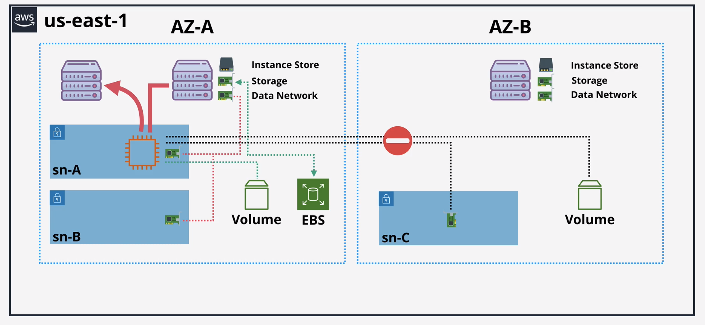 aws
us-east-1
AZ-A
AZ-B
Instance Store
Storage
Data Network
Instance Store
Storage
Data Network
sn-A
Volume
EBS
sn-B
sn-C
Volume